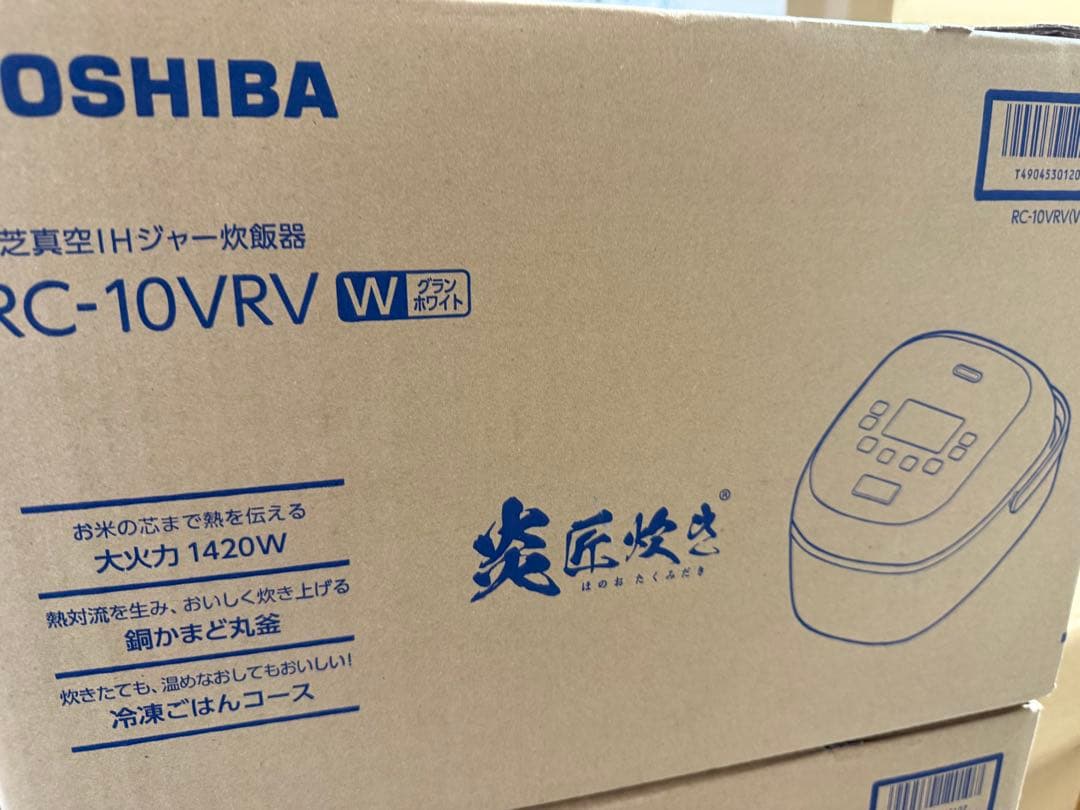 OSHIBA
芝真空IHジャー炊飯器
RC-10VRV W グラン
ホワイト
T4904530120
RC-10VRV(V
お米の芯まで熱を伝える
大火力 1420W
熱対流を生み、おいしく炊き上げる
銅かまど丸釜
炊きたても、温めなおしてもおいしい!
冷凍ごはんコース
炎 匠炊き®
ほのお たくみだき